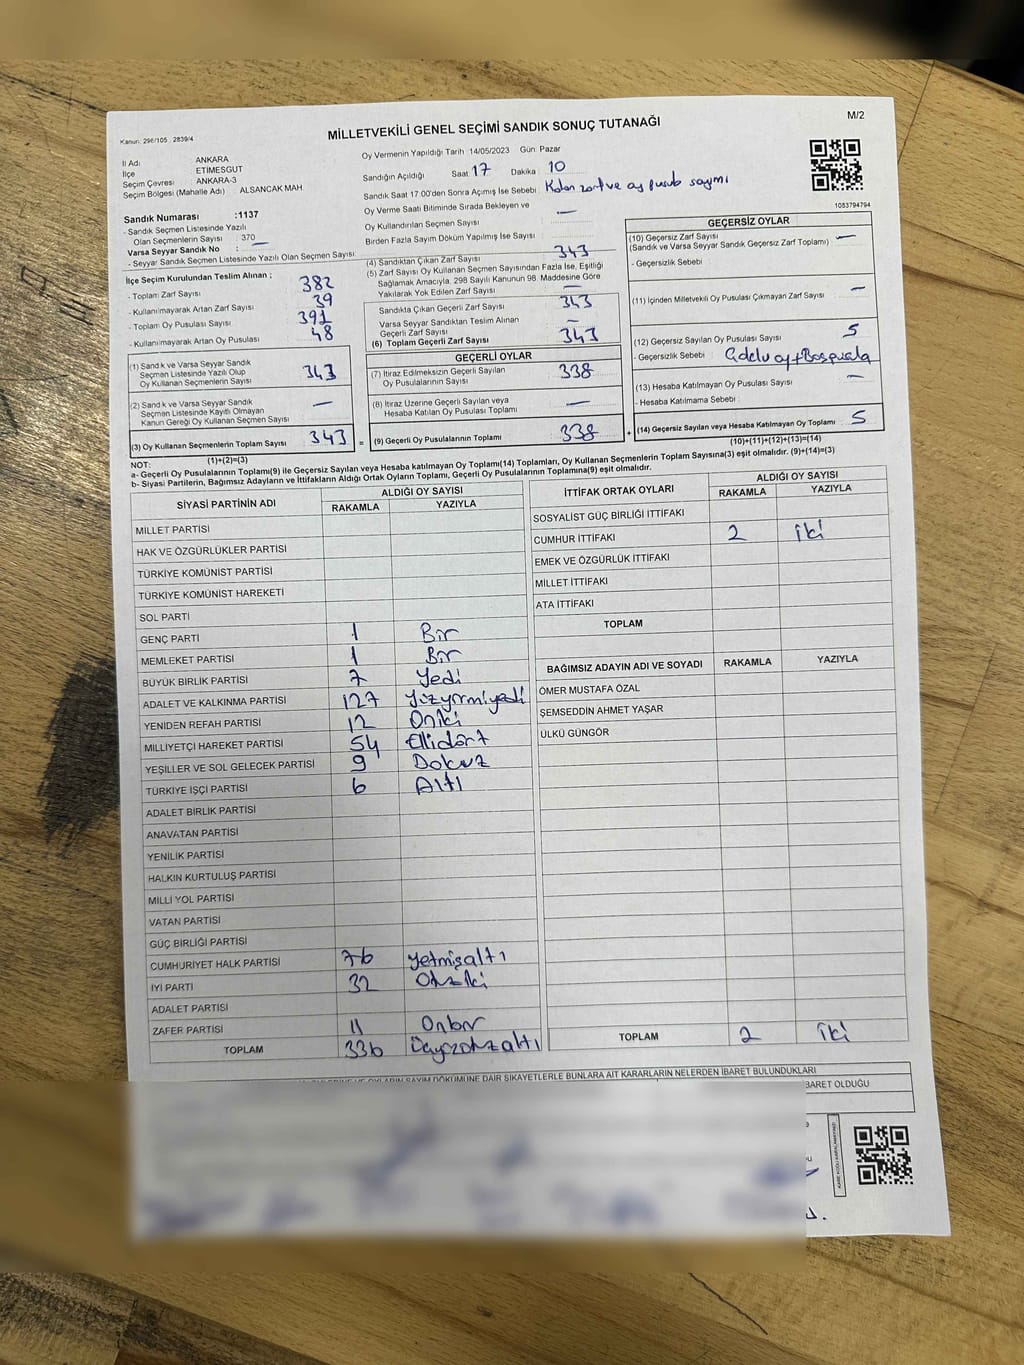 M/2
Kanun: 298/105 2839/4
MİLLETVEKİLİ GENEL SEÇİMİ SANDIK SONUÇ TUTANAĞI
İl Adı ANKARA
İlçe ETİMESGUT
Seçim Çevresi : ANKARA-3
Seçim Bölgesi (Mahalle Adı) : ALSANCAK MAH
Oy Vermenin Yapıldığı Tarih 14/05/2023 Gün: Pazar
Sandığın Açıldığı Saat 17 Dakika 10
Sandık Saat 17.00'den Sonra Açımış İse Sebebi Kalan zarf ve oy pusula sayımı
Oy Verme Saati Bitiminde Sırada Bekleyen ve
Oy Kullandırılan Seçmen Sayısı —
Birden Fazla Sayım Döküm Yapılmış İse Sayısı
1083794794
Sandık Numarası :1137
- Sandık Seçmen Listesinde Yazılı
Olan Seçmenlerin Sayısı : 370
Varsa Seyyar Sandık No : —
- Seyyar Sandık Seçmen Listesinde Yazılı Olan Seçmen Sayısı
İlçe Seçim Kurulundan Teslim Alınan ;
- Toplam Zarf Sayısı 382
- Kullanılmayarak Artan Zarf Sayısı 39
- Toplam Oy Pusulası Sayısı 391
- Kullanılmayarak Artan Oy Pusulası 48
(1) Sandık ve Varsa Seyyar Sandık
Seçmen Listesinde Yazılı Olup
Oy Kullanan Seçmenlerin Sayısı 343
(2) Sandık ve Varsa Seyyar Sandık
Seçmen Listesinde Kayıtlı Olmayan
Kanun Gereği Oy Kullanan Seçmen Sayısı —
(3) Oy Kullanan Seçmenlerin Toplam Sayısı 343 =
(1)+(2)=(3)
(4) Sandıktan Çıkan Zarf Sayısı 343
(5) Zarf Sayısı Oy Kullanan Seçmen Sayısından Fazla İse, Eşitliği
Sağlamak Amacıyla, 298 Sayılı Kanunun 98. Maddesine Göre
Yakılarak Yok Edilen Zarf Sayısı —
Sandıkta Çıkan Geçerli Zarf Sayısı 343
Varsa Seyyar Sandıktan Teslim Alınan
Geçerli Zarf Sayısı —
(6) Toplam Geçerli Zarf Sayısı 343
GEÇERLİ OYLAR
(7) İtiraz Edilmeksizin Geçerli Sayılan
Oy Pusulalarının Sayısı 338
(8) İtiraz Üzerine Geçerli Sayılan veya
Hesaba Katılan Oy Pusulası Toplamı —
(9) Geçerli Oy Pusulalarının Toplamı 338 +
GEÇERSİZ OYLAR
(10) Geçersiz Zarf Sayısı —
(Sandık ve Varsa Seyyar Sandık Geçersiz Zarf Toplamı)
- Geçersizlik Sebebi
(11) İçinden Milletvekili Oy Pusulası Çıkmayan Zarf Sayısı —
(12) Geçersiz Sayılan Oy Pusulası Sayısı 5
- Geçersizlik Sebebi
(13) Hesaba Katılmayan Oy Pusulası Sayısı —
- Hesaba Katılmama Sebebi
(14) Geçersiz Sayılan veya Hesaba Katılmayan Oy Toplamı 5
(10)+(11)+(12)+(13)=(14)
NOT:
a- Geçerli Oy Pusulalarının Toplamı(9) ile Geçersiz Sayılan veya Hesaba katılmayan Oy Toplamı(14) Toplamları, Oy Kullanan Seçmenlerin Toplam Sayısına(3) eşit olmalıdır. (9)+(14)=(3)
b- Siyasi Partilerin, Bağımsız Adayların ve İttifakların Aldığı Ortak Oyların Toplamı, Geçerli Oy Pusulalarının Toplamına(9) eşit olmalıdır.
SİYASİ PARTİNİN ADI ALDIĞI OY SAYISI
RAKAMLA YAZIYLA
MİLLET PARTİSİ
HAK VE ÖZGÜRLÜKLER PARTİSİ
TÜRKİYE KOMÜNİST PARTİSİ
TÜRKİYE KOMÜNİST HAREKETİ
SOL PARTİ
GENÇ PARTİ 1 Bir
MEMLEKET PARTİSİ 1 Bir
BÜYÜK BİRLİK PARTİSİ 7 Yedi
ADALET VE KALKINMA PARTİSİ 127 Yüzyirmiyedi
YENİDEN REFAH PARTİSİ 12 Oniki
MİLLİYETÇİ HAREKET PARTİSİ 54 Ellidört
YEŞİLLER VE SOL GELECEK PARTİSİ 9 Dokuz
TÜRKİYE İŞÇİ PARTİSİ 6 Altı
ADALET BİRLİK PARTİSİ
ANAVATAN PARTİSİ
YENİLİK PARTİSİ
HALKIN KURTULUŞ PARTİSİ
MİLLİ YOL PARTİSİ
VATAN PARTİSİ
GÜÇ BİRLİĞİ PARTİSİ
CUMHURİYET HALK PARTİSİ 76 Yetmişaltı
İYİ PARTİ 32 Otuziki
ADALET PARTİSİ
ZAFER PARTİSİ 11 Onbir
TOPLAM 336 Üçyüzotuzaltı
İTTİFAK ORTAK OYLARI ALDIĞI OY SAYISI
RAKAMLA YAZIYLA
SOSYALİST GÜÇ BİRLİĞİ İTTİFAKI
CUMHUR İTTİFAKI 2 İki
EMEK VE ÖZGÜRLÜK İTTİFAKI
MİLLET İTTİFAKI
ATA İTTİFAKI
TOPLAM
BAĞIMSIZ ADAYIN ADI VE SOYADI RAKAMLA YAZIYLA
ÖMER MUSTAFA ÖZAL
ŞEMSEDDİN AHMET YAŞAR
ÜLKÜ GÜNGÖR
TOPLAM 2 İki
OYLARIN SAYIM DÖKÜMÜNE DAİR ŞİKAYETLERLE BUNLARA AİT KARARLARIN NELERDEN İBARET BULUNDUKLARI
BARET OLDUĞU